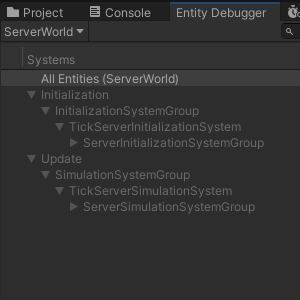 Project Console Entity Debugger
ServerWorld
Systems
All Entities (ServerWorld)
Initialization
InitializationSystemGroup
TickServerInitializationSystem
ServerInitializationSystemGroup
Update
SimulationSystemGroup
TickServerSimulationSystem
ServerSimulationSystemGroup